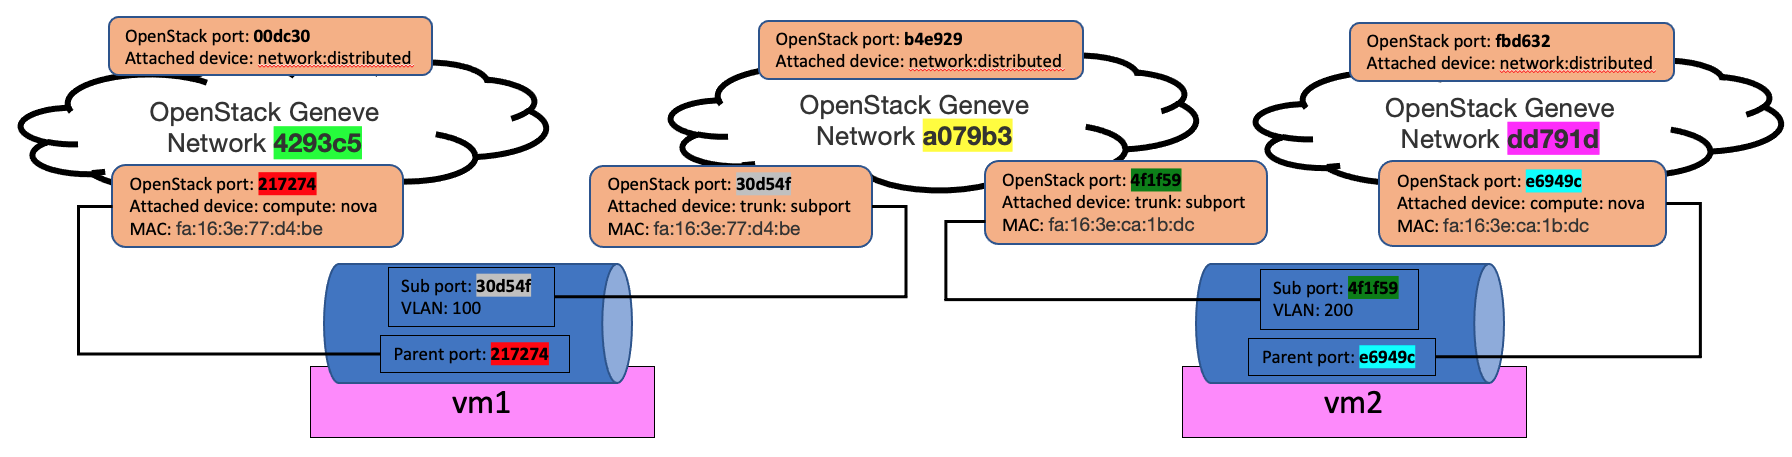 OpenStack port: 00dc30
Attached device: network:distributed
OpenStack Geneve
Network 4293c5
OpenStack port: 217274
Attached device: compute: nova
MAC: fa:16:3e:77:d4:be
OpenStack port: b4e929
Attached device: network:distributed
OpenStack Geneve
Network a079b3
OpenStack port: 30d54f
Attached device: trunk: subport
MAC: fa:16:3e:77:d4:be
OpenStack port: 4f1f59
Attached device: trunk: subport
MAC: fa:16:3e:ca:1b:dc
OpenStack port: fbd632
Attached device: network:distributed
OpenStack Geneve
Network dd791d
OpenStack port: e6949c
Attached device: compute: nova
MAC: fa:16:3e:ca:1b:dc
Sub port: 30d54f
VLAN: 100
Parent port: 217274
vm1
Sub port: 4f1f59
VLAN: 200
Parent port: e6949c
vm2